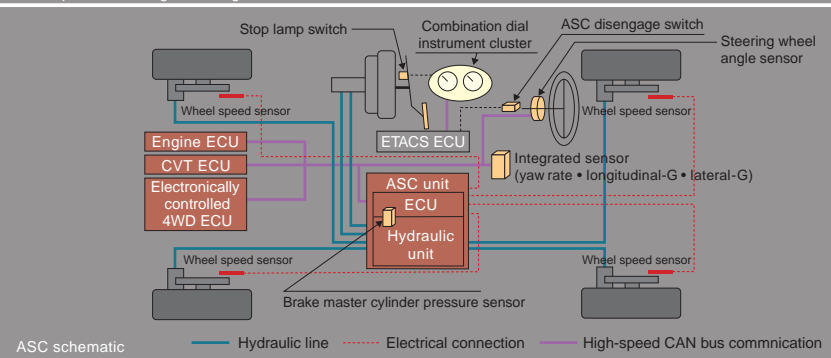 Stop lamp switch
Combination dial
instrument cluster
ASC disengage switch
Steering wheel
angle sensor
Wheel speed sensor
Wheel speed sensor
Engine ECU
CVT ECU
Electronically
controlled
4WD ECU
ETACS ECU
Integrated sensor
(yaw rate • longitudinal-G • lateral-G)
ASC unit
ECU
Hydraulic
unit
Wheel speed sensor
Wheel speed sensor
Brake master cylinder pressure sensor
ASC schematic
Hydraulic line
Electrical connection
High-speed CAN bus commnication